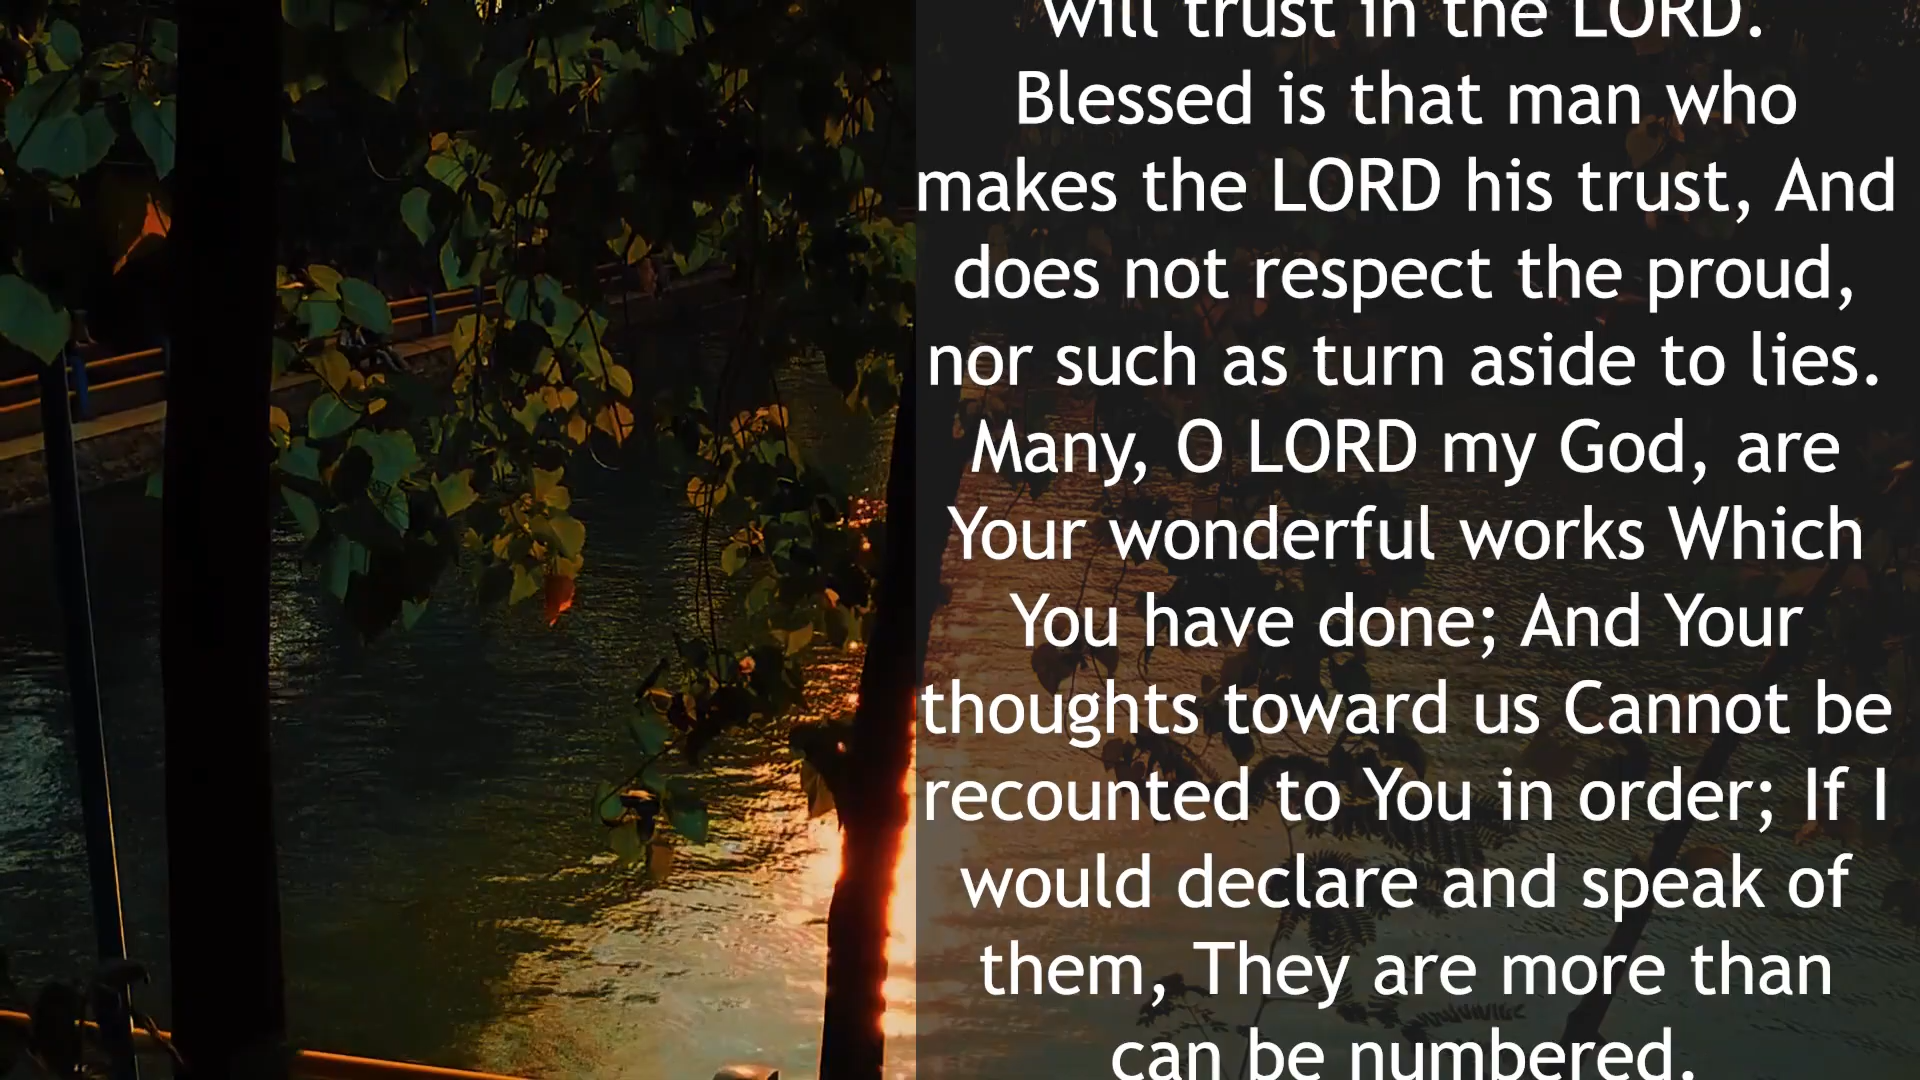 will trust in the LORD.
Blessed is that man who
makes the LORD his trust, And
does not respect the proud,
nor such as turn aside to lies.
Many, O LORD my God, are
Your wonderful works Which
You have done; And Your
thoughts toward us Cannot be
recounted to You in order; If I
would declare and speak of
them, They are more than
can be numbered.